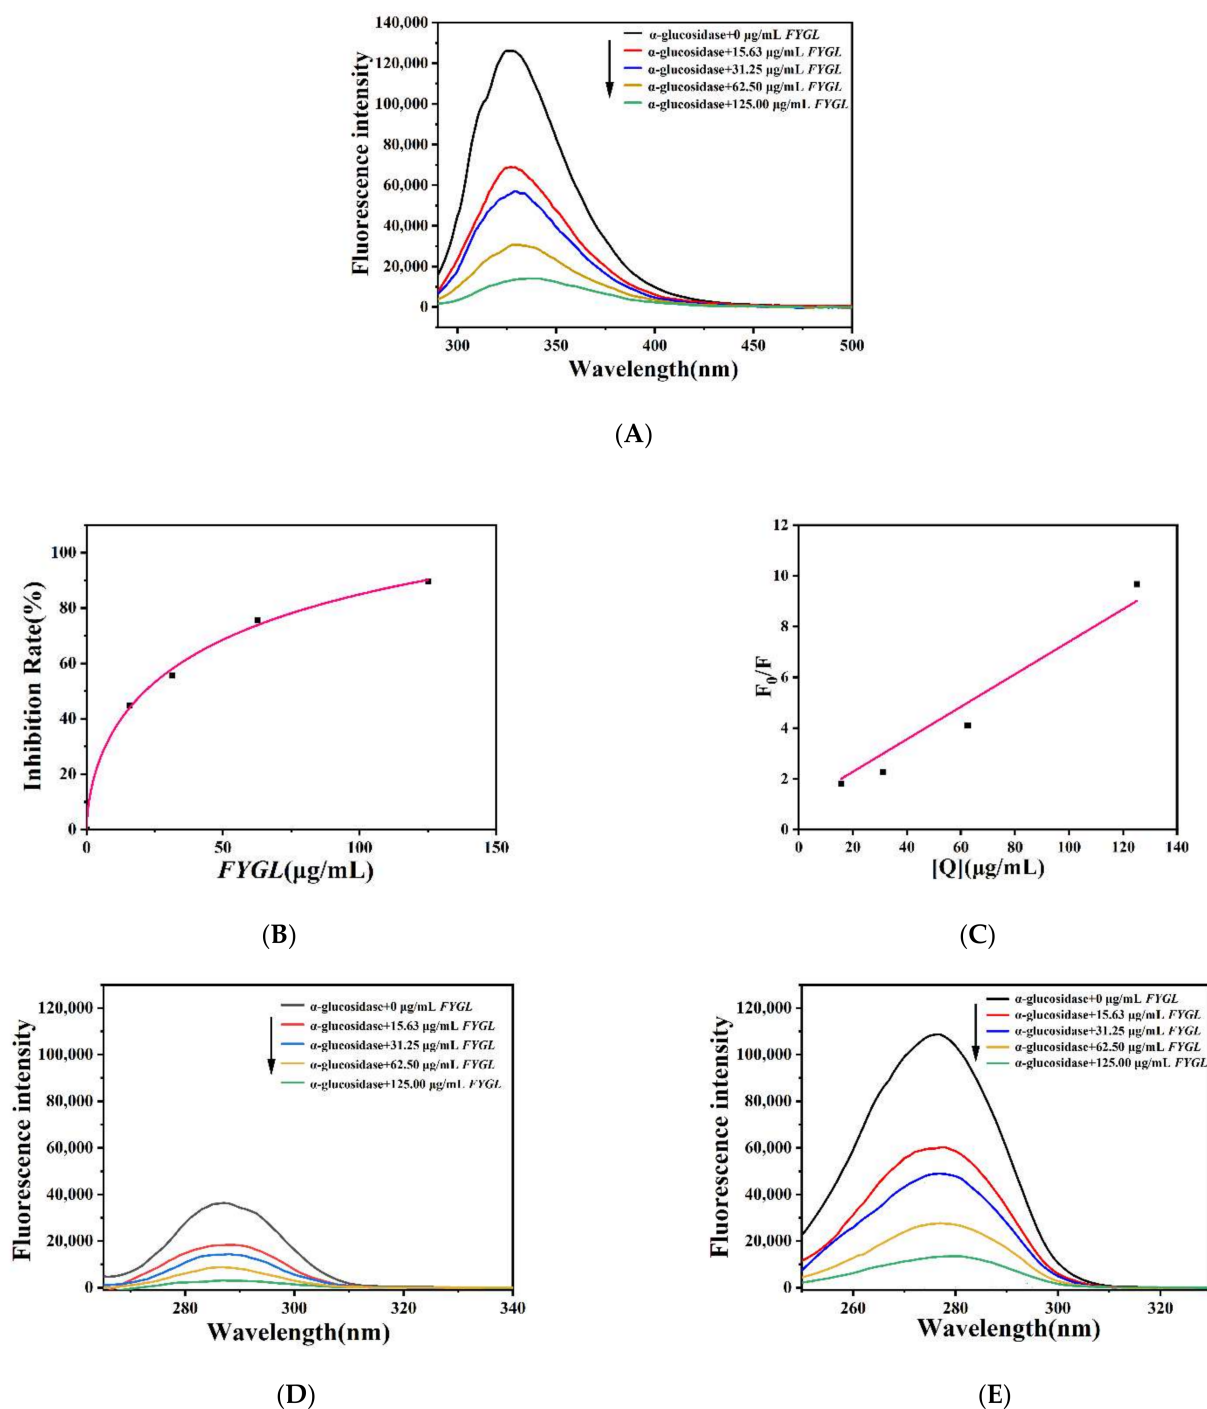 140,000
120,000
100,000
80,000
60,000
40,000
20,000
0
300
350
400
450
500
Fluorescence intensity
Wavelength(nm)
α-glucosidase+0 μg/mL FYGL
α-glucosidase+15.63 μg/mL FYGL
α-glucosidase+31.25 μg/mL FYGL
α-glucosidase+62.50 μg/mL FYGL
α-glucosidase+125.00 μg/mL FYGL
(A)
100
80
60
40
20
0
0
50
100
150
Inhibition Rate(%)
FYGL(μg/mL)
(B)
12
10
8
6
4
2
0
20
40
60
80
100
120
140
F0/F
[Q](μg/mL)
(C)
120,000
100,000
80,000
60,000
40,000
20,000
0
280
300
320
340
Fluorescence intensity
Wavelength(nm)
α-glucosidase+0 μg/mL FYGL
α-glucosidase+15.63 μg/mL FYGL
α-glucosidase+31.25 μg/mL FYGL
α-glucosidase+62.50 μg/mL FYGL
α-glucosidase+125.00 μg/mL FYGL
(D)
120,000
100,000
80,000
60,000
40,000
20,000
0
260
280
300
320
Fluorescence intensity
Wavelength(nm)
α-glucosidase+0 μg/mL FYGL
α-glucosidase+15.63 μg/mL FYGL
α-glucosidase+31.25 μg/mL FYGL
α-glucosidase+62.50 μg/mL FYGL
α-glucosidase+125.00 μg/mL FYGL
(E)